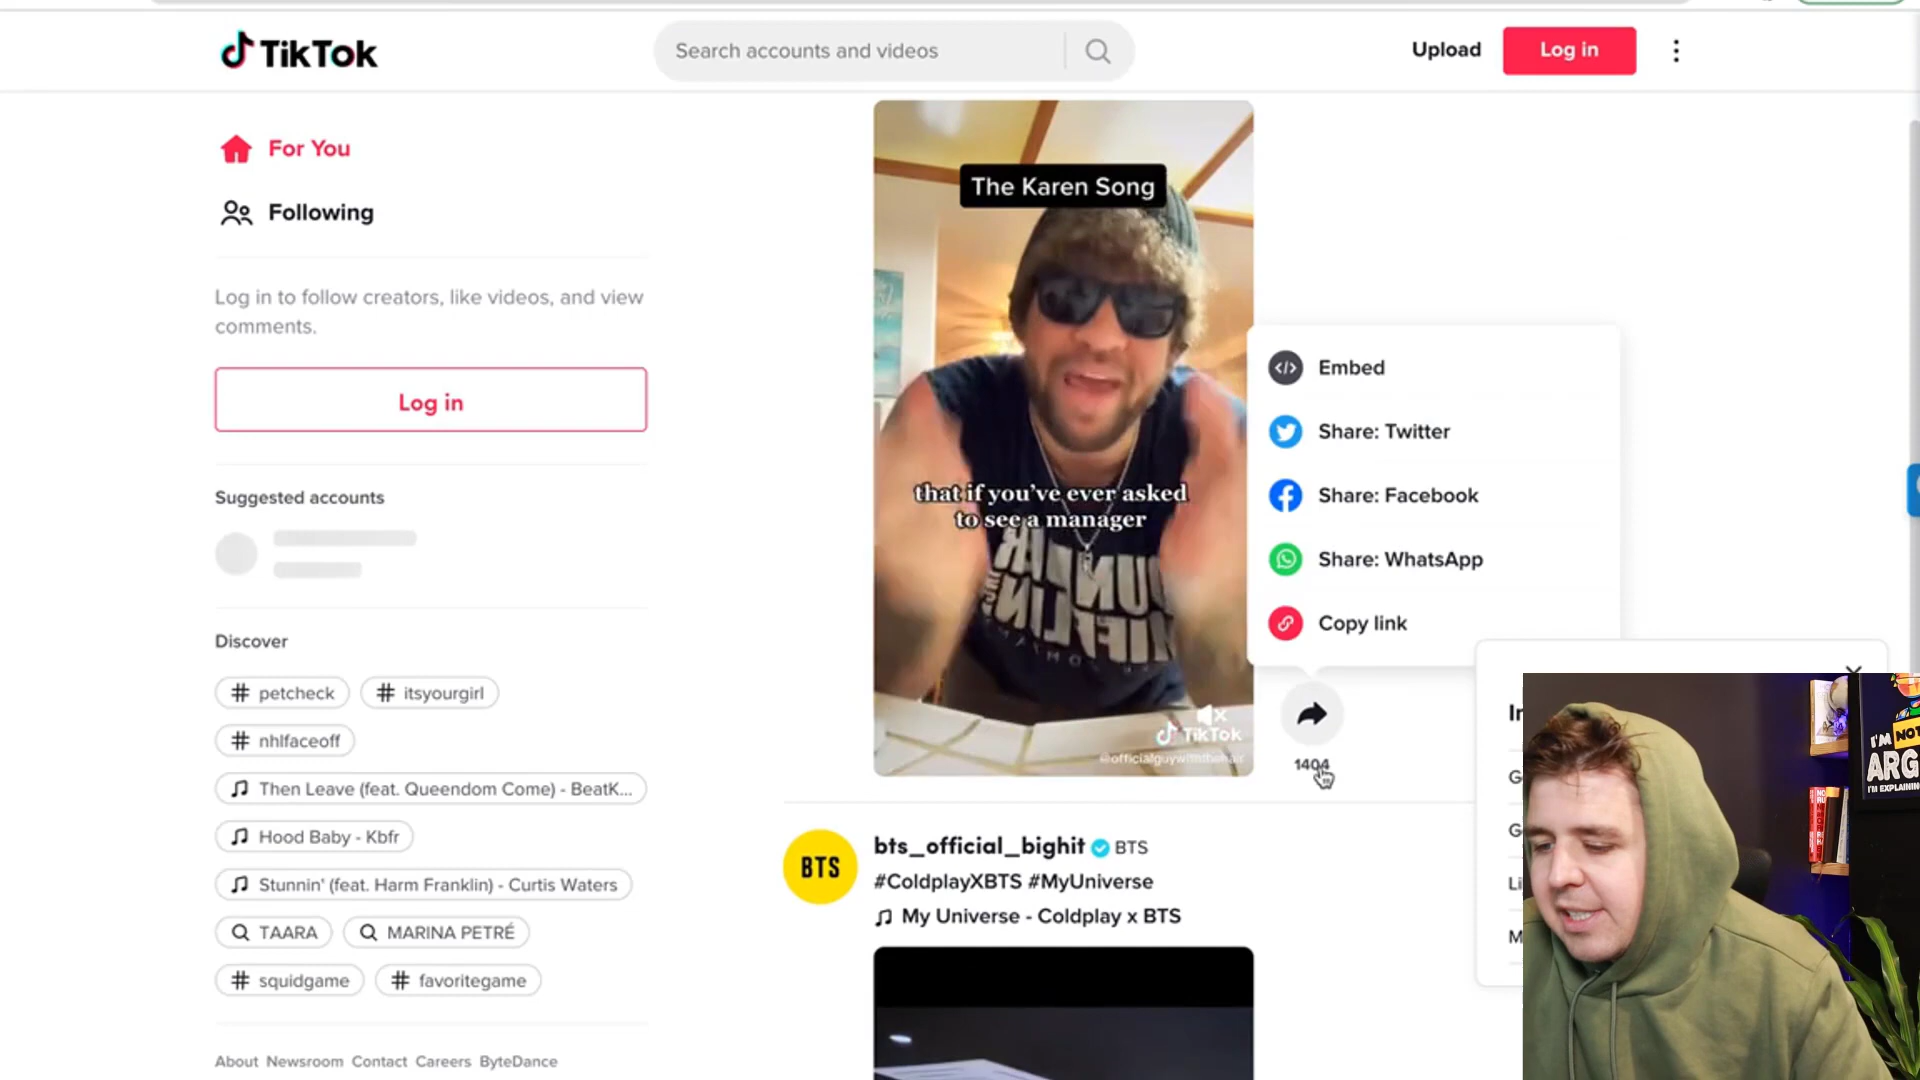 TikTok
Search accounts and videos
Upload
Log in
For You
Following
Log in to follow creators, like videos, and view
comments.
Log in
Suggested accounts
Discover
# petcheck
# itsyourgirl
# nhlfaceoff
Then Leave (feat. Queendom Come) - BeatK...
Hood Baby - Kbfr
Stunnin' (feat. Harm Franklin) - Curtis Waters
TAARA
MARINA PETRÉ
# squidgame
# favoritegame
About Newsroom Contact Careers ByteDance
The Karen Song
that if you've ever asked
to see a manager
TikTok
@officialguywiththehair
Embed
Share: Twitter
Share: Facebook
Share: WhatsApp
Copy link
1404
BTS
bts_official_bighit BTS
#ColdplayXBTS #MyUniverse
My Universe - Coldplay x BTS
I'M NOT
ARG
I'M EXPLAINING